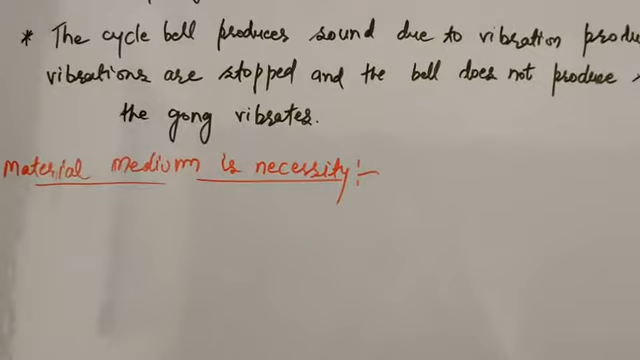 * The cycle bell produces sound due to vibration produ
vibrations are stopped and the bell does not produce
the gong vibrates.
Material medium is necessity:-